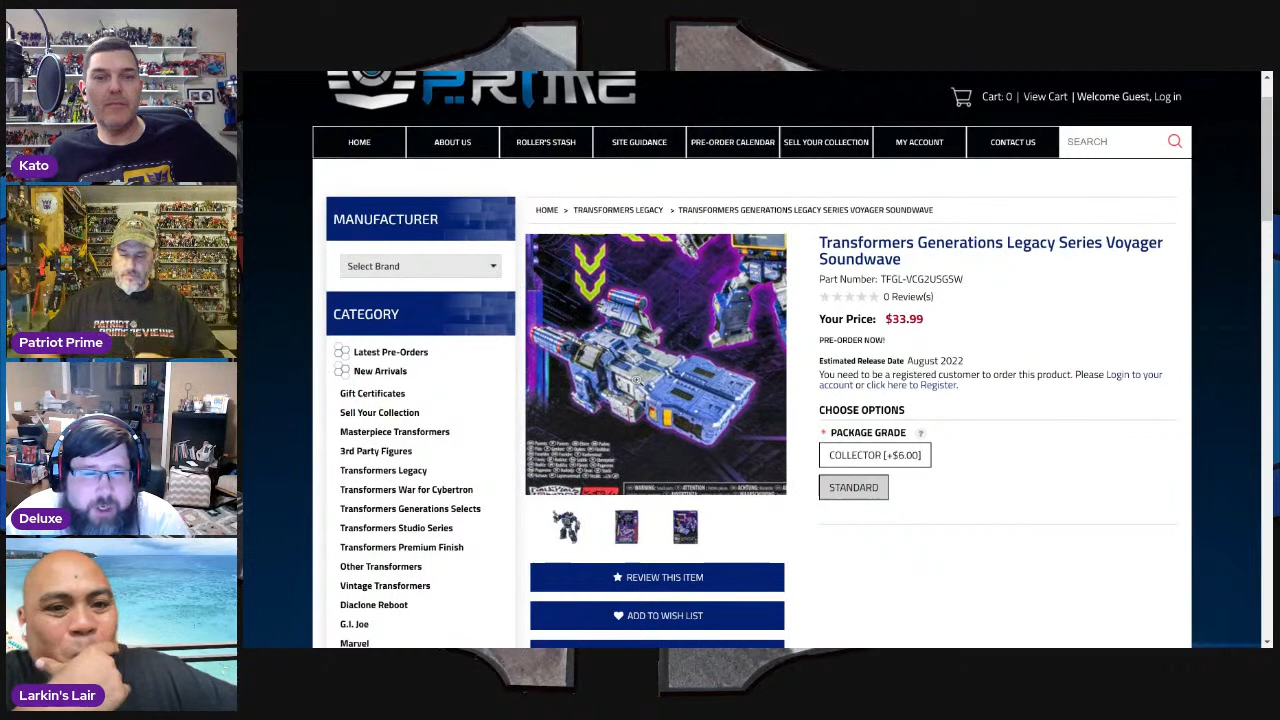 Kato
PATRIOT
PRIME REVIEWS
Patriot Prime
Deluxe
Larkin's Lair
PRIME
Cart: 0 | View Cart | Welcome Guest, Log in
HOME
ABOUT US
ROLLER'S STASH
SITE GUIDANCE
PRE-ORDER CALENDAR
SELL YOUR COLLECTION
MY ACCOUNT
CONTACT US
SEARCH
MANUFACTURER
Select Brand
CATEGORY
Latest Pre-Orders
New Arrivals
Gift Certificates
Sell Your Collection
Masterpiece Transformers
3rd Party Figures
Transformers Legacy
Transformers War for Cybertron
Transformers Generations Selects
Transformers Studio Series
Transformers Premium Finish
Other Transformers
Vintage Transformers
Diaclone Reboot
G.I. Joe
Marvel
HOME > TRANSFORMERS LEGACY > TRANSFORMERS GENERATIONS LEGACY SERIES VOYAGER SOUNDWAVE
REVIEW THIS ITEM
ADD TO WISH LIST
Transformers Generations Legacy Series Voyager
Soundwave
Part Number: TFGL-VCG2USGSW
0 Review(s)
Your Price: $33.99
PRE-ORDER NOW!
Estimated Release Date August 2022
You need to be a registered customer to order this product. Please Login to your
account or click here to Register.
CHOOSE OPTIONS
* PACKAGE GRADE ?
COLLECTOR [+$6.00]
STANDARD